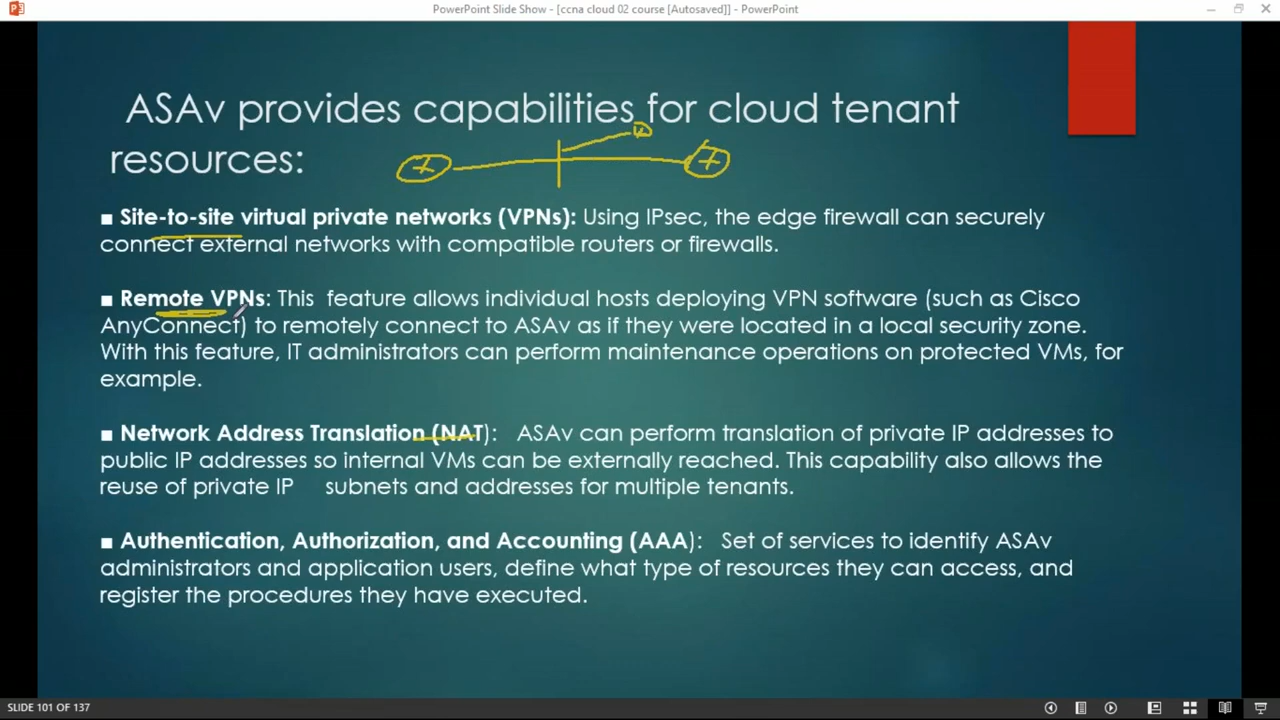 PowerPoint Slide Show - [ccna cloud 02 course [Autosaved]] - PowerPoint
ASAv provides capabilities for cloud tenant
resources:
■ Site-to-site virtual private networks (VPNs): Using IPsec, the edge firewall can securely
connect external networks with compatible routers or firewalls.
■ Remote VPNs: This feature allows individual hosts deploying VPN software (such as Cisco
AnyConnect) to remotely connect to ASAv as if they were located in a local security zone.
With this feature, IT administrators can perform maintenance operations on protected VMs, for
example.
■ Network Address Translation (NAT): ASAv can perform translation of private IP addresses to
public IP addresses so internal VMs can be externally reached. This capability also allows the
reuse of private IP subnets and addresses for multiple tenants.
■ Authentication, Authorization, and Accounting (AAA): Set of services to identify ASAv
administrators and application users, define what type of resources they can access, and
register the procedures they have executed.
SLIDE 101 OF 137